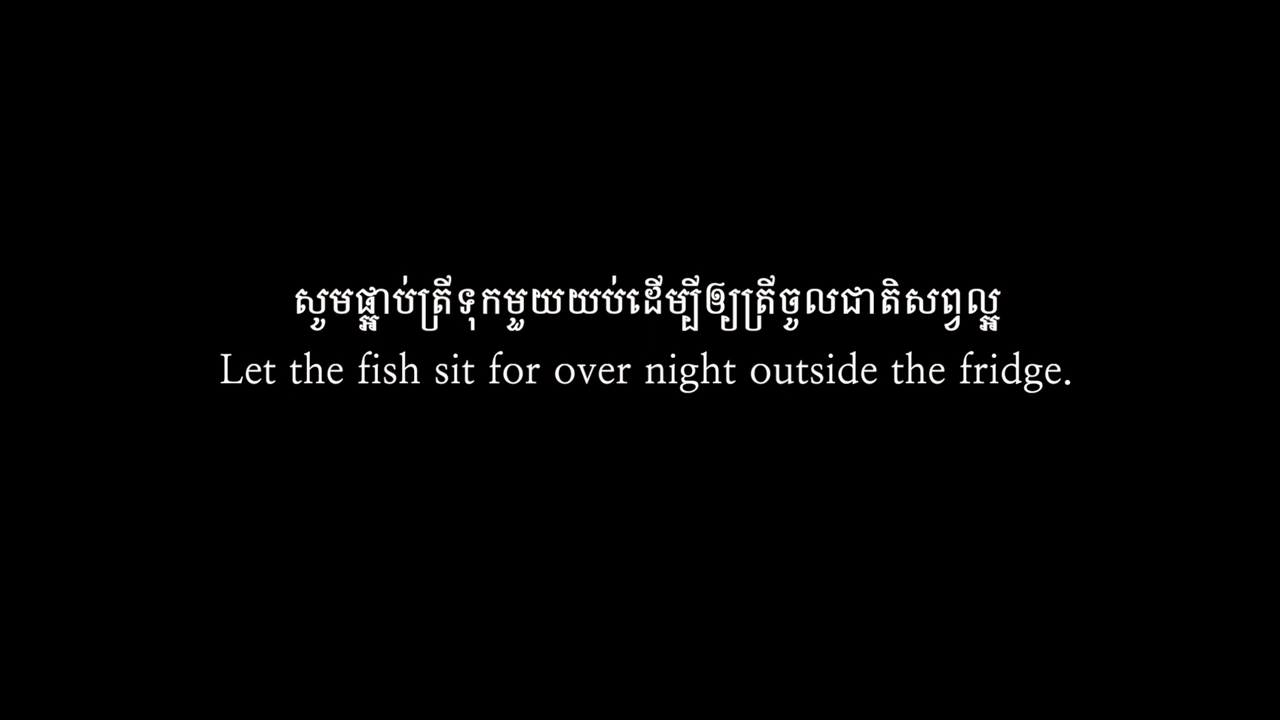 សូមផ្អាប់ត្រីទុកមួយយប់ដើម្បីឲ្យត្រីចូលជាតិសព្វល្អ
Let the fish sit for over night outside the fridge.